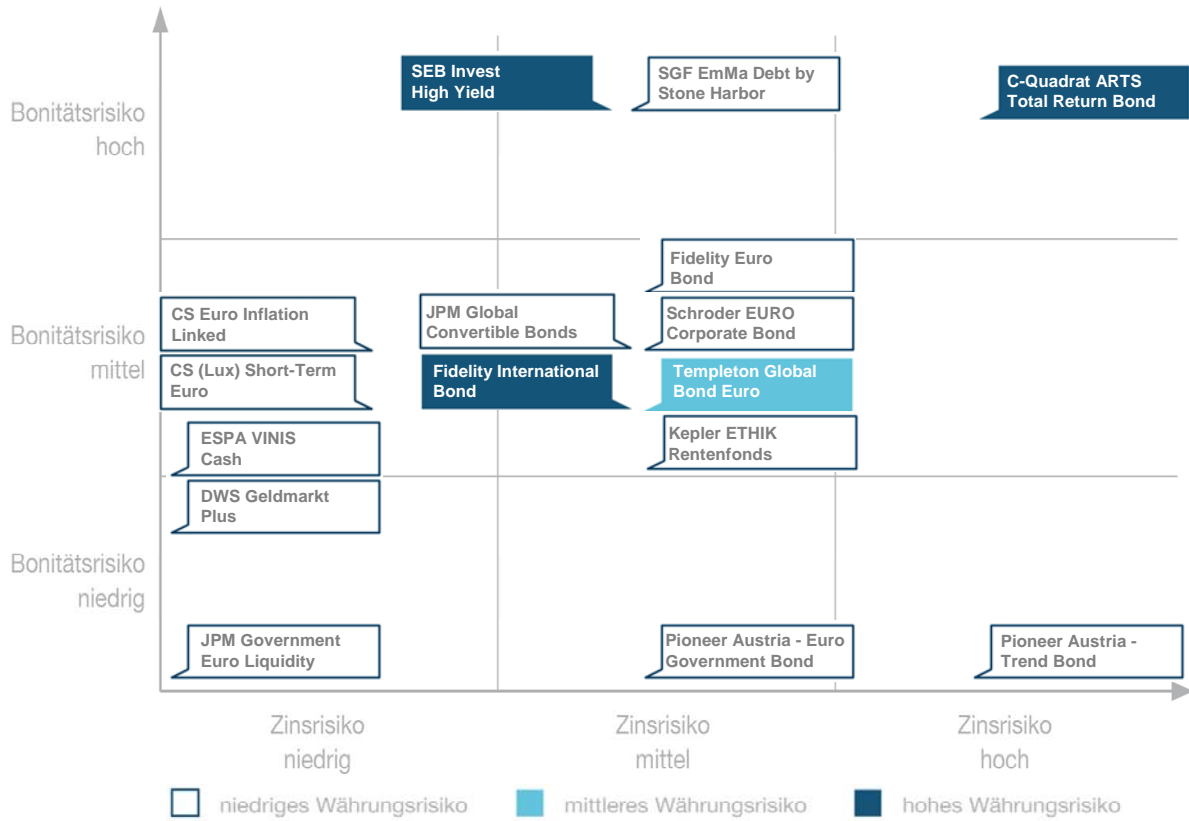 SEB Invest
High Yield
SGF EmMa Debt by
Stone Harbor
C-Quadrat ARTS
Total Return Bond
Bonitätsrisiko
hoch
Fidelity Euro
Bond
CS Euro Inflation
Linked
JPM Global
Convertible Bonds
Schroder EURO
Corporate Bond
Bonitätsrisiko
mittel
CS (Lux) Short-Term
Euro
Fidelity International
Bond
Templeton Global
Bond Euro
ESPA VINIS
Cash
Kepler ETHIK
Rentenfonds
DWS Geldmarkt
Plus
Bonitätsrisiko
niedrig
JPM Government
Euro Liquidity
Pioneer Austria - Euro
Government Bond
Pioneer Austria -
Trend Bond
Zinsrisiko
niedrig
Zinsrisiko
mittel
Zinsrisiko
hoch
niedriges Währungsrisiko
mittleres Währungsrisiko
hohes Währungsrisiko